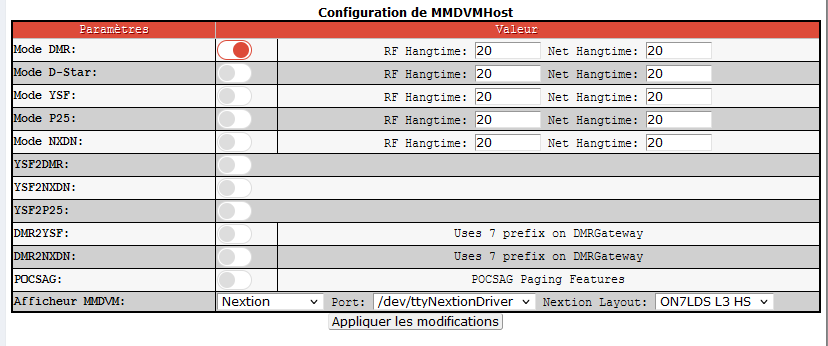 Configuration de MMDVMHost
Paramètres Valeur
Mode DMR: RF Hangtime: 20 Net Hangtime: 20
Mode D-Star: RF Hangtime: 20 Net Hangtime: 20
Mode YSF: RF Hangtime: 20 Net Hangtime: 20
Mode P25: RF Hangtime: 20 Net Hangtime: 20
Mode NXDN: RF Hangtime: 20 Net Hangtime: 20
YSF2DMR:
YSF2NXDN:
YSF2P25:
DMR2YSF: Uses 7 prefix on DMRGateway
DMR2NXDN: Uses 7 prefix on DMRGateway
POCSAG: POCSAG Paging Features
Afficheur MMDVM: Nextion Port: /dev/ttyNextionDriver Nextion Layout: ON7LDS L3 HS
Appliquer les modifications